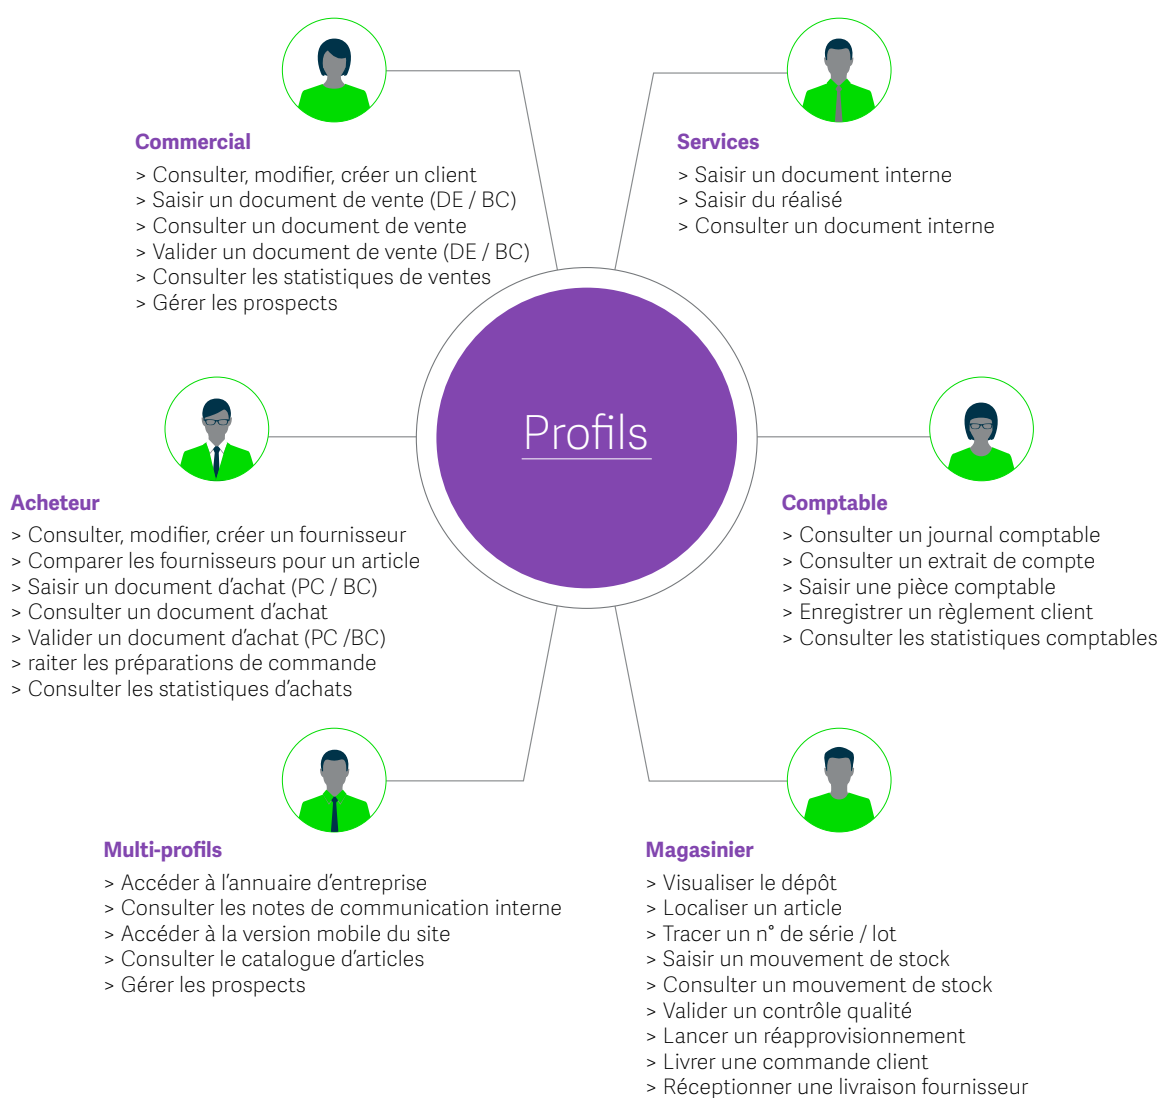 Commercial
> Consulter, modifier, créer un client
> Saisir un document de vente (DE / BC)
> Consulter un document de vente
> Valider un document de vente (DE / BC)
> Consulter les statistiques de ventes
> Gérer les prospects
Services
> Saisir un document interne
> Saisir du réalisé
> Consulter un document interne
Profils
Acheteur
> Consulter, modifier, créer un fournisseur
> Comparer les fournisseurs pour un article
> Saisir un document d’achat (PC / BC)
> Consulter un document d’achat
> Valider un document d’achat (PC /BC)
> raiter les préparations de commande
> Consulter les statistiques d’achats
Comptable
> Consulter un journal comptable
> Consulter un extrait de compte
> Saisir une pièce comptable
> Enregistrer un règlement client
> Consulter les statistiques comptables
Multi-profils
> Accéder à l’annuaire d’entreprise
> Consulter les notes de communication interne
> Accéder à la version mobile du site
> Consulter le catalogue d’articles
> Gérer les prospects
Magasinier
> Visualiser le dépôt
> Localiser un article
> Tracer un n° de série / lot
> Saisir un mouvement de stock
> Consulter un mouvement de stock
> Valider un contrôle qualité
> Lancer un réapprovisionnement
> Livrer une commande client
> Réceptionner une livraison fournisseur